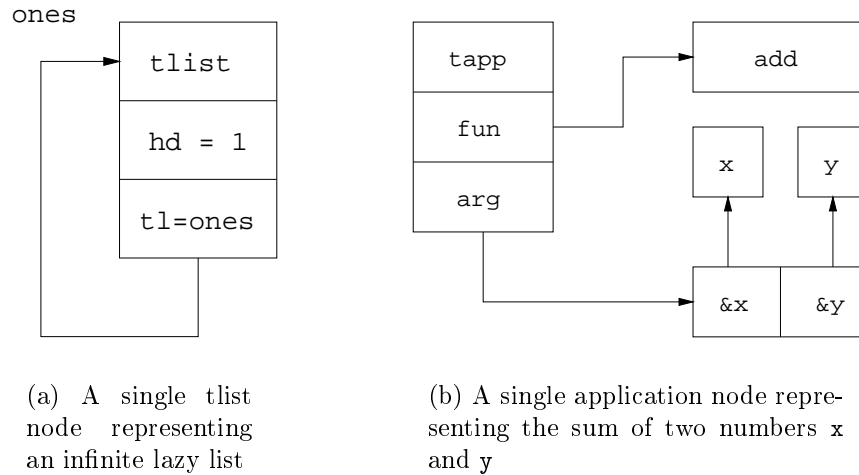 ones
tlist
hd = 1
tl=ones
tapp
fun
arg
add
x
y
&x
&y
(a) A single tlist
node representing
an infinite lazy list
(b) A single application node repre-
senting the sum of two numbers x
and y